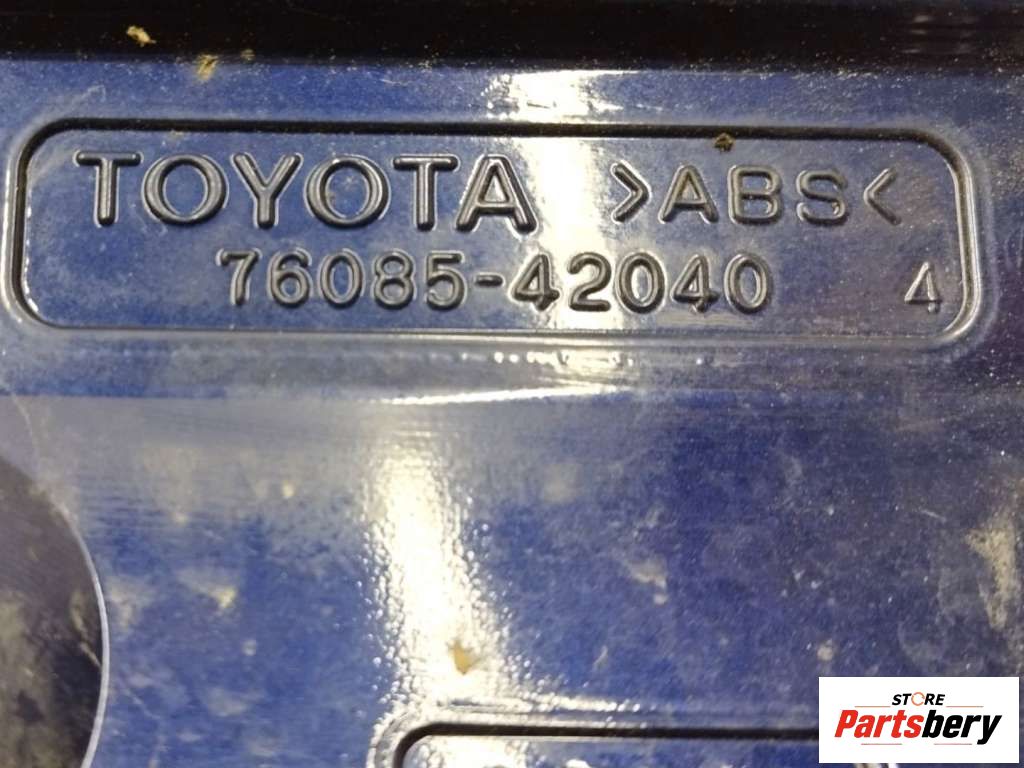 TOYOTA >ABS<
76085-42040 4
STORE
Partsbery